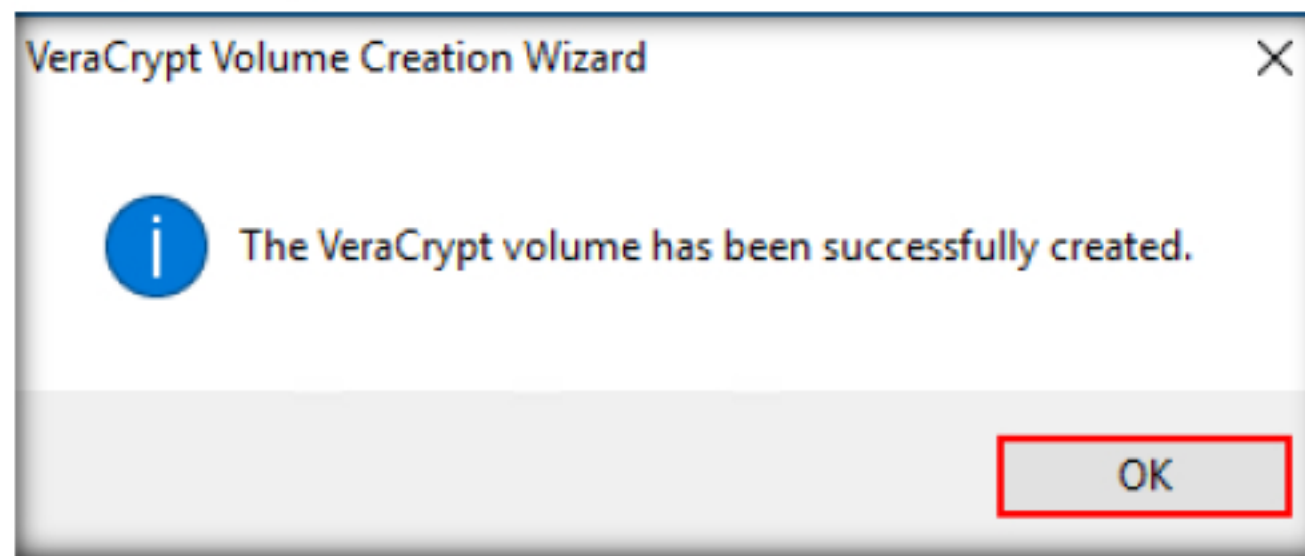 VeraCrypt Volume Creation Wizard
The VeraCrypt volume has been successfully created.
OK